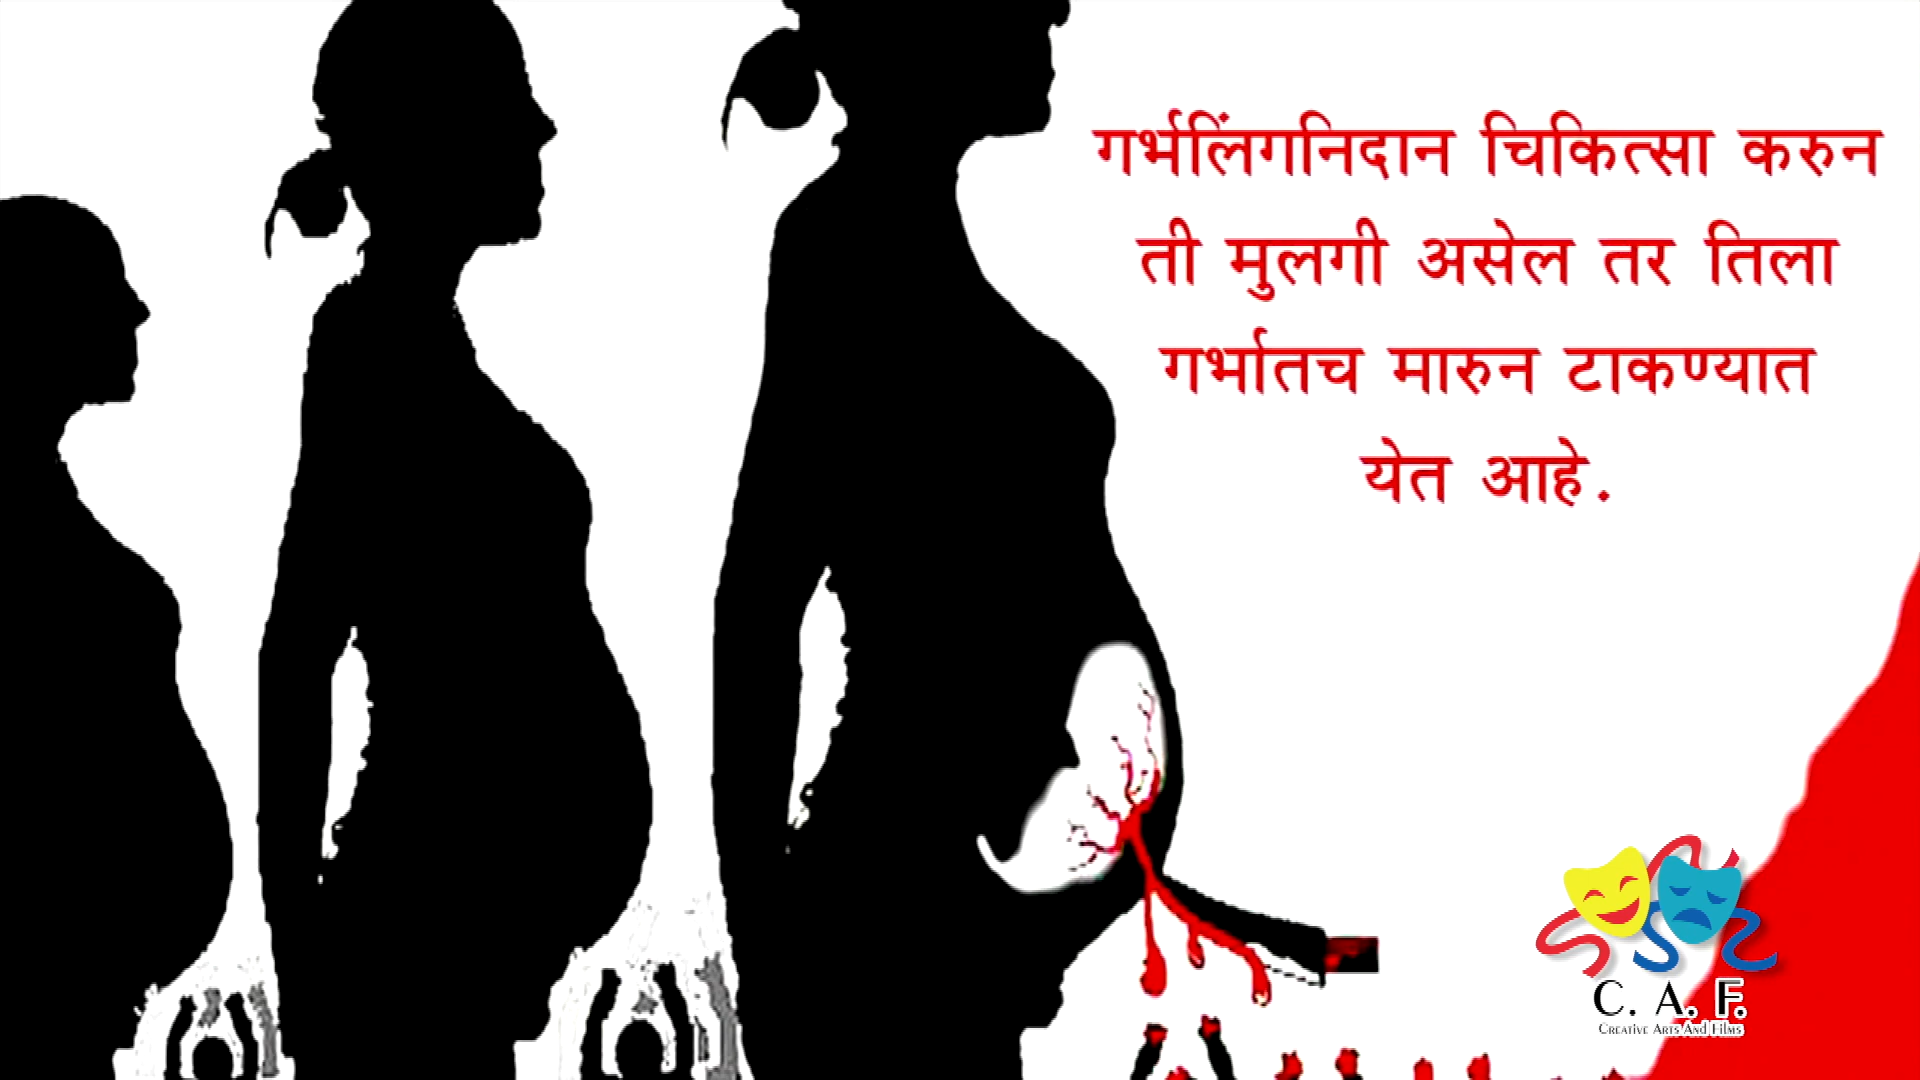 गर्भलिंगनिदान चिकित्सा करुन
ती मुलगी असेल तर तिला
गर्भातच मारुन टाकण्यात
येत आहे.
C. A. F.
Creative Arts And Films